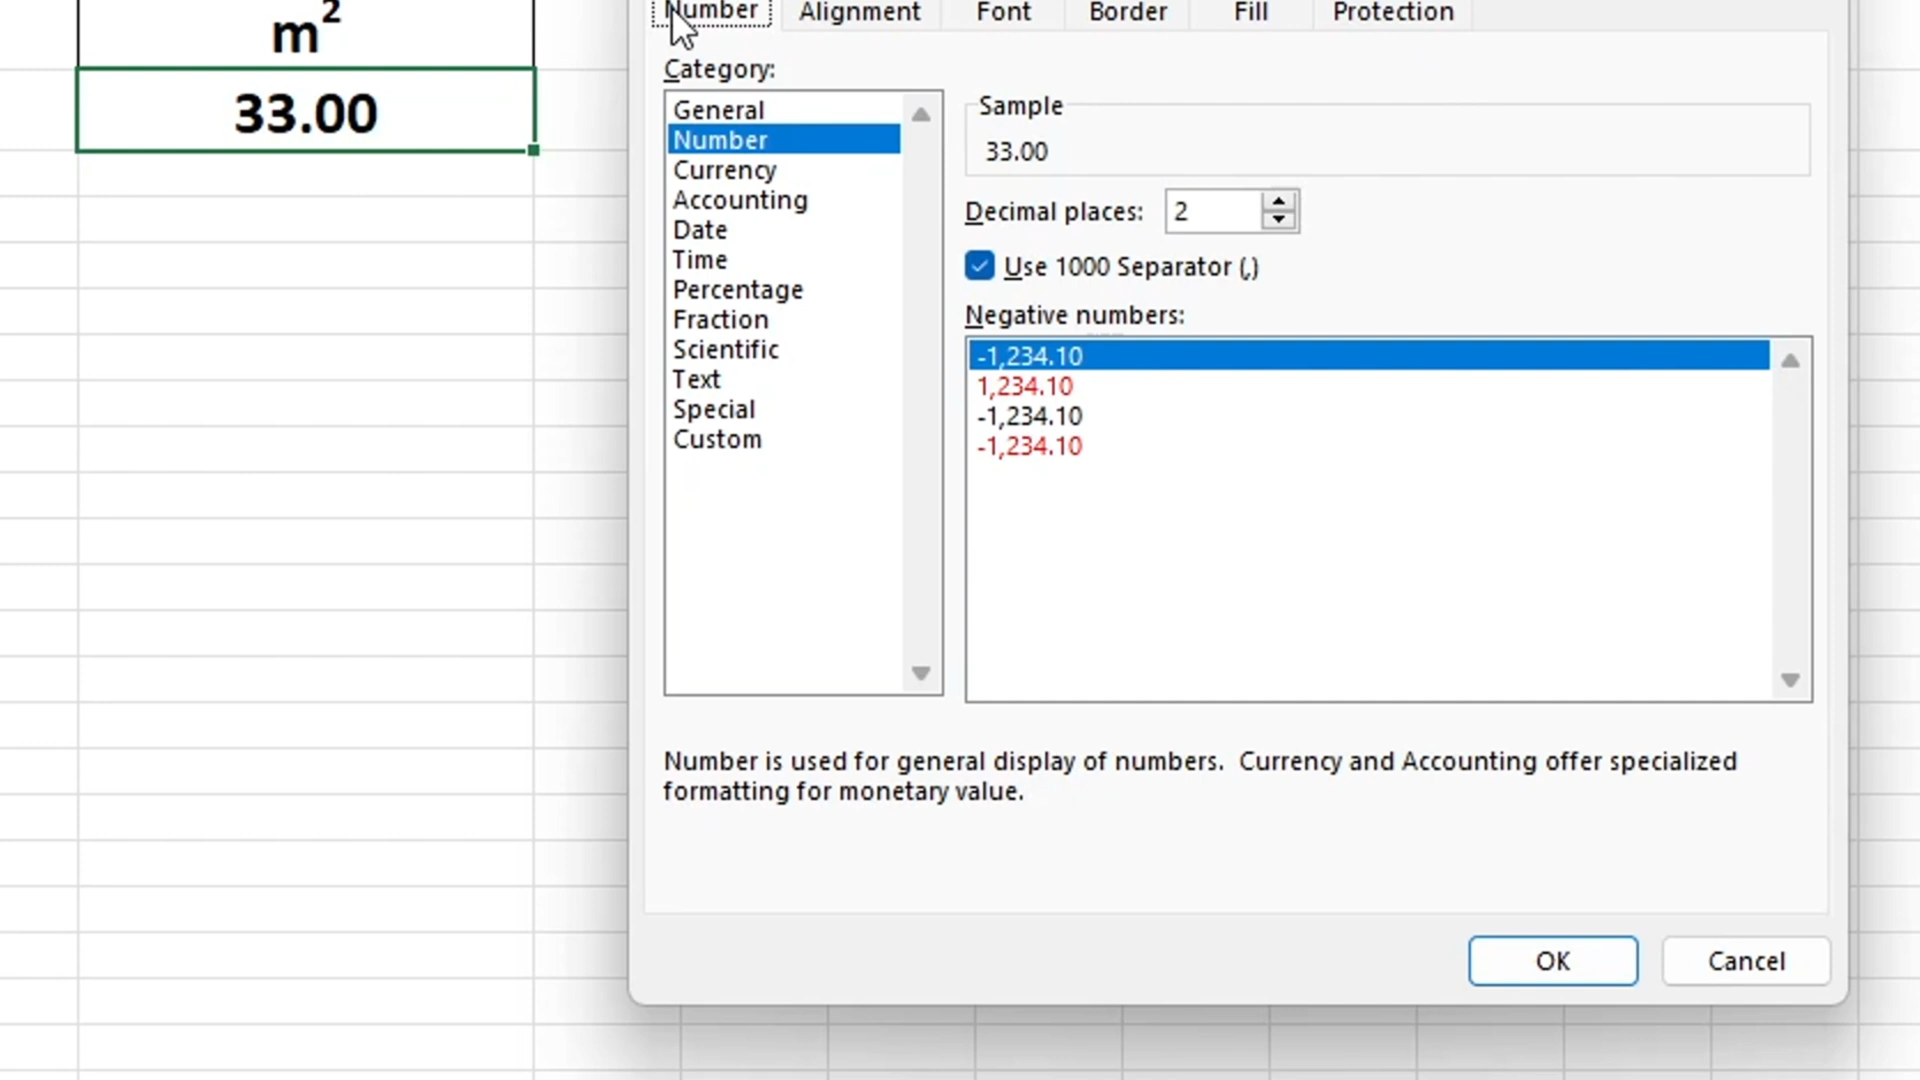 m²
33.00
Number Alignment Font Border Fill Protection
Category:
General
Number
Currency
Accounting
Date
Time
Percentage
Fraction
Scientific
Text
Special
Custom
Sample
33.00
Decimal places: 2
Use 1000 Separator (,)
Negative numbers:
-1,234.10
1,234.10
-1,234.10
-1,234.10
Number is used for general display of numbers.  Currency and Accounting offer specialized
formatting for monetary value.
OK Cancel